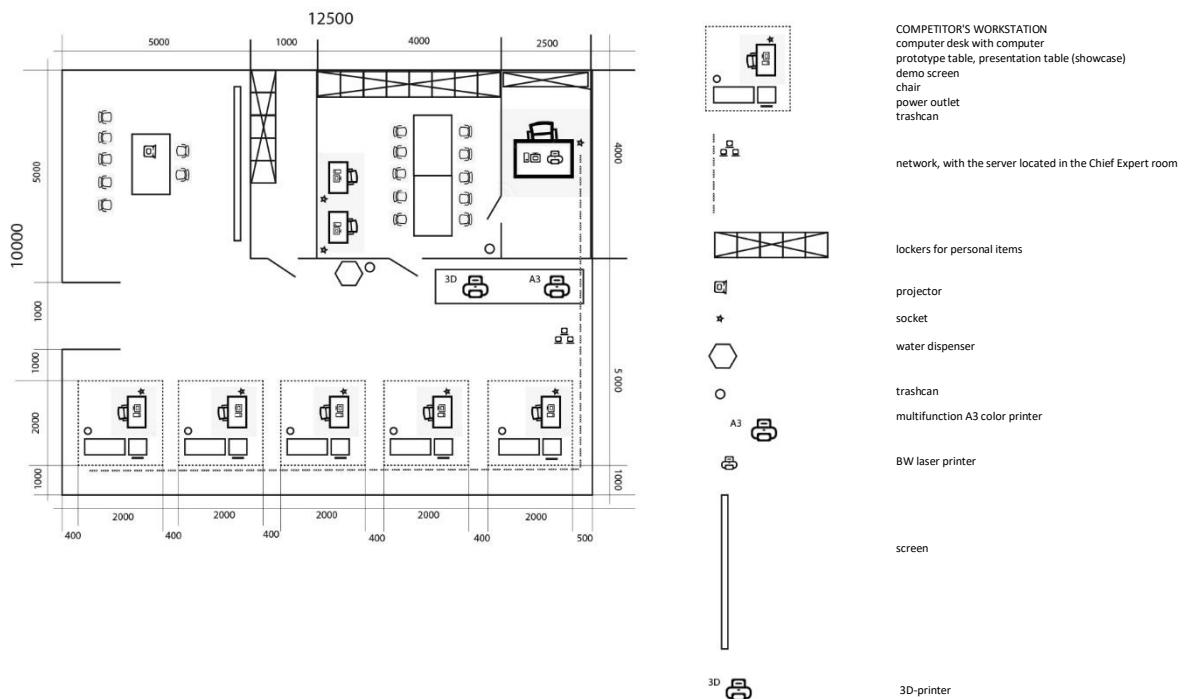 12500
5000
1000
4000
2500
5000
4000
10000
3D
A3
1000
1000
5 000
2000
1000
1000
2000
2000
2000
2000
2000
400
400
400
400
400
500
COMPETITOR'S WORKSTATION
computer desk with computer
prototype table, presentation table (showcase)
demo screen
chair
power outlet
trashcan
network, with the server located in the Chief Expert room
lockers for personal items
projector
socket
water dispenser
trashcan
A3
multifunction A3 color printer
BW laser printer
screen
3D
3D-printer